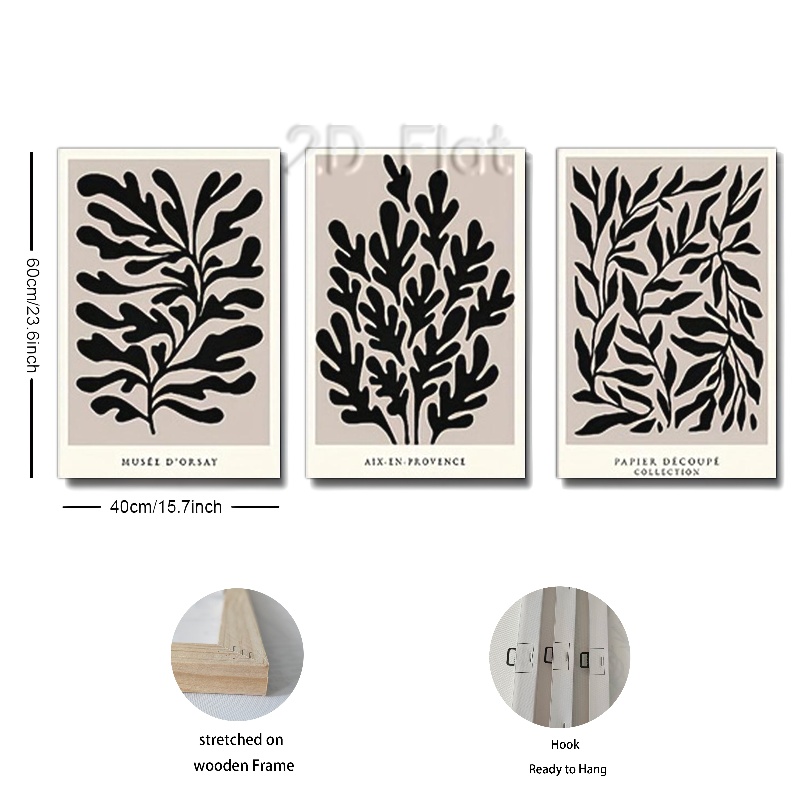 2D Flat
60cm/23.6inch
MUSÉE D'ORSAY
AIX-EN-PROVENCE
PAPIER DÉCOUPÉ
COLLECTION
40cm/15.7inch
stretched on
wooden Frame
Hook
Ready to Hang